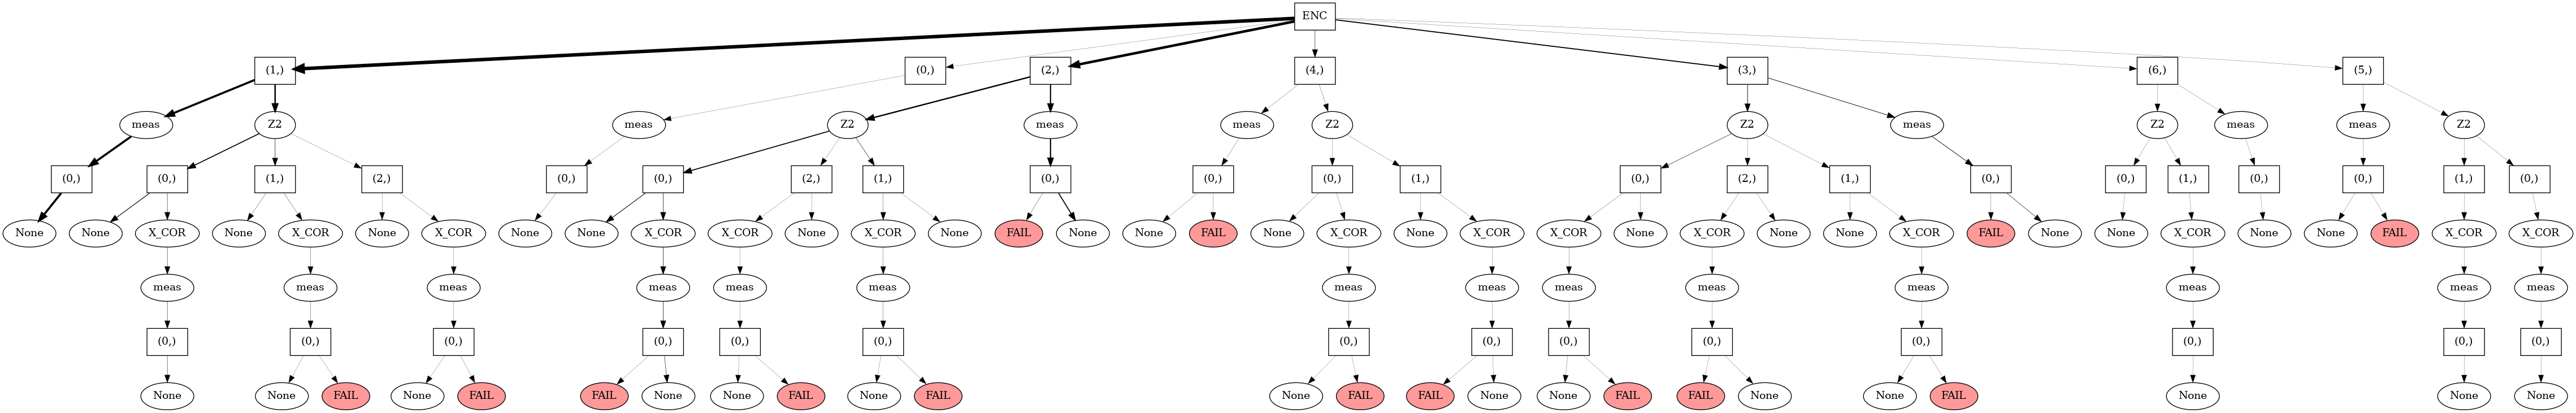 ENC
(1,) (0,) (2,) (4,) (3,) (6,) (5,)
meas Z2 meas Z2 meas meas Z2 Z2 meas Z2 meas meas Z2
(0,) (0,) (1,) (2,) (0,) (0,) (2,) (1,) (0,) (0,) (0,) (1,) (0,) (2,) (1,) (0,) (0,) (1,) (0,) (0,) (1,) (0,)
None None X_COR None X_COR None X_COR None None X_COR X_COR None X_COR None FAIL None None FAIL None X_COR None X_COR X_COR None X_COR None None X_COR FAIL None None X_COR None None FAIL X_COR X_COR
meas meas meas meas meas meas meas meas meas meas meas meas meas meas
(0,) (0,) (0,) (0,) (0,) (0,) (0,) (0,) (0,) (0,) (0,) (0,) (0,) (0,)
None None FAIL None FAIL FAIL None None FAIL None FAIL None FAIL FAIL None None FAIL FAIL None None FAIL None None None